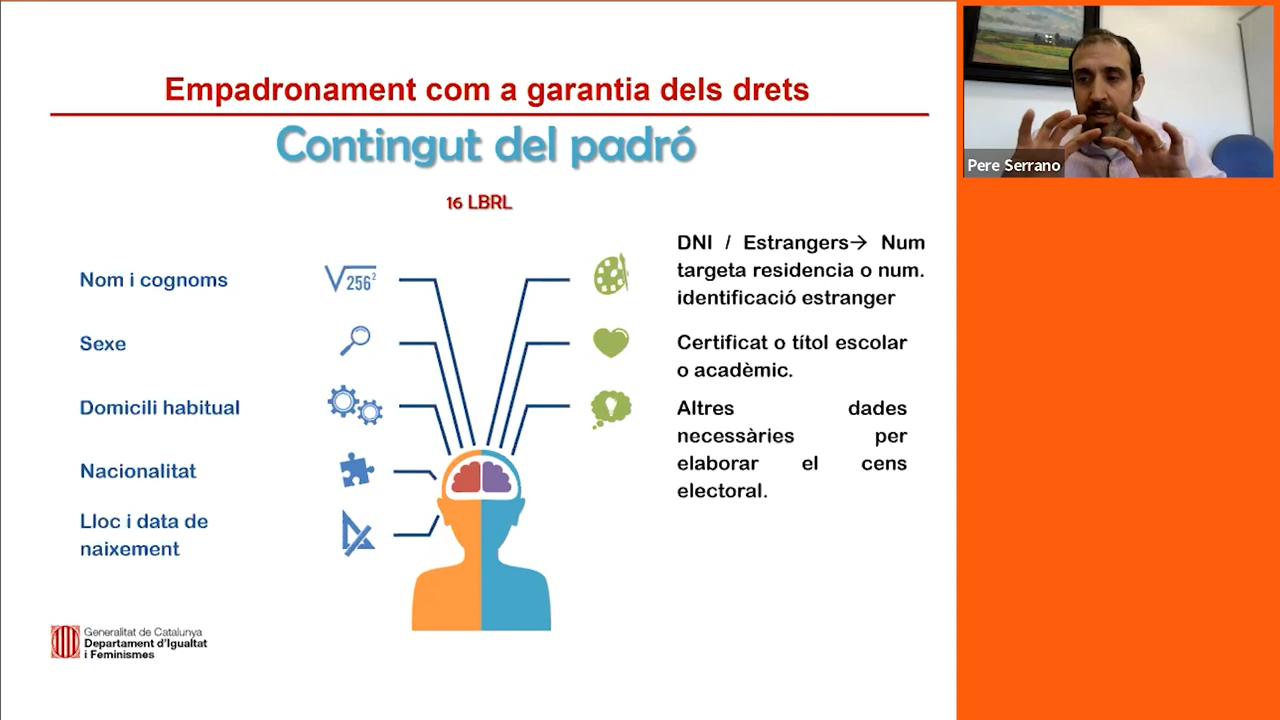 Empadronament com a garantia dels drets
Contingut del padró
16 LBRL
Nom i cognoms
Sexe
Domicili habitual
Nacionalitat
Lloc i data de
naixement
√256²
DNI / Estrangers→ Num
targeta residencia o num.
identificació estranger
Certificat o títol escolar
o acadèmic.
Altres dades
necessàries per
elaborar el cens
electoral.
Generalitat de Catalunya
Departament d'Igualtat
i Feminismes
Pere Serrano